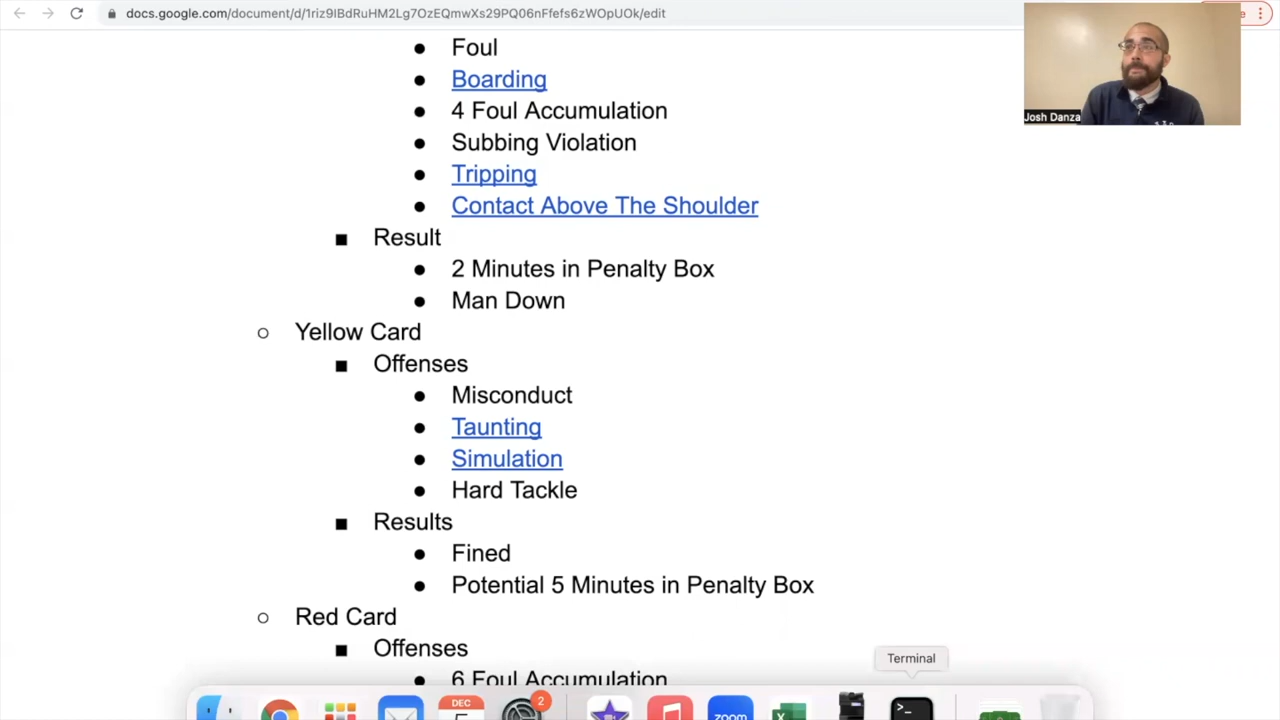 docs.google.com/document/d/1riz9IBdRuHM2Lg7OzEQmwXs29PQ06nFfefs6zWOpUOk/edit
Foul
Boarding
4 Foul Accumulation
Subbing Violation
Tripping
Contact Above The Shoulder
Result
2 Minutes in Penalty Box
Man Down
Yellow Card
Offenses
Misconduct
Taunting
Simulation
Hard Tackle
Results
Fined
Potential 5 Minutes in Penalty Box
Red Card
Offenses
6 Foul Accumulation
Josh Danza
Terminal
DEC
2
zoom
X
>_